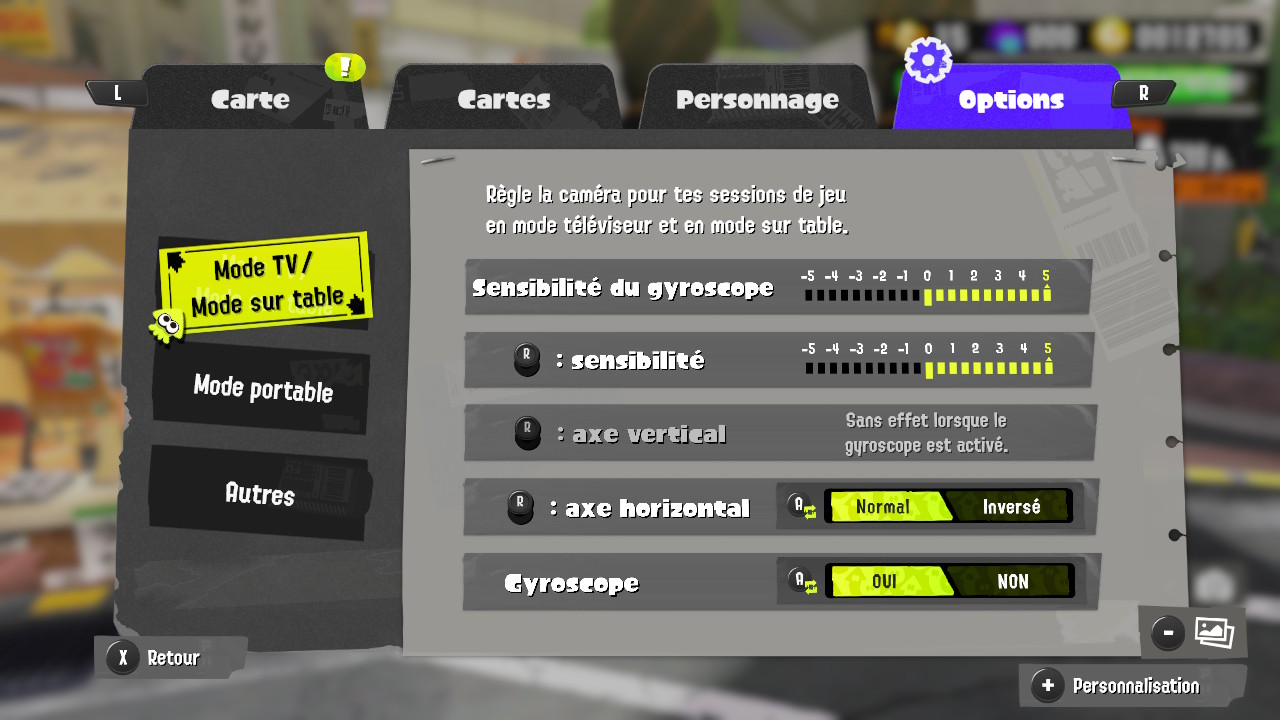 L
Carte
!
Cartes
Personnage
Options
R
Règle la caméra pour tes sessions de jeu
en mode téléviseur et en mode sur table.
Mode TV/
Mode sur table
Mode portable
Autres
Sensibilité du gyroscope
-5 -4 -3 -2 -1 0 1 2 3 4 5
R : sensibilité
-5 -4 -3 -2 -1 0 1 2 3 4 5
R : axe vertical
Sans effet lorsque le
gyroscope est activé.
R : axe horizontal
A Normal Inversé
Gyroscope
A OUI NON
X Retour
-
+ Personnalisation